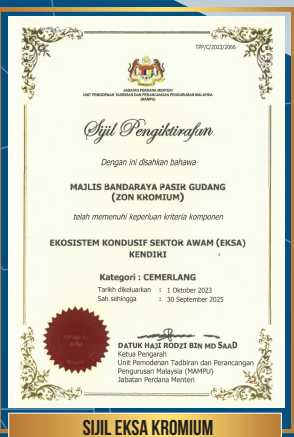 TPP/C/2023/2066
JABATAN PERDANA MENTERI
UNIT PEMODENAN TADBIRAN DAN PERANCANGAN PENGURUSAN MALAYSIA
(MAMPU)
Sijil Pengiktirafan
Dengan ini disahkan bahawa
MAJLIS BANDARAYA PASIR GUDANG
(ZON KROMIUM)
telah memenuhi keperluan kriteria komponen
EKOSISTEM KONDUSIF SEKTOR AWAM (EKSA)
KENDIRI
Kategori : CEMERLANG
Tarikh dikeluarkan : 1 Oktober 2023
Sah sehingga : 30 September 2025
DATUK HAJI RODZI BIN MD SAAD
Ketua Pengarah
Unit Pemodenan Tadbiran dan Perancangan
Pengurusan Malaysia (MAMPU)
Jabatan Perdana Menteri
SIJIL EKSA KROMIUM